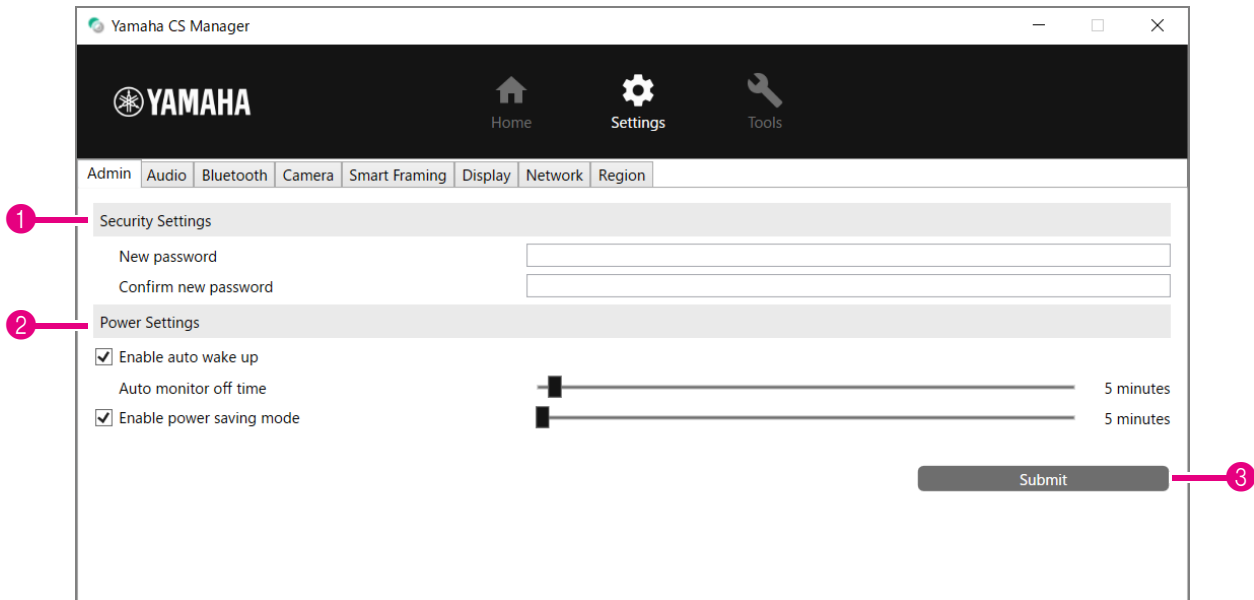 Yamaha CS Manager
YAMAHA
Home Settings Tools
Admin Audio Bluetooth Camera Smart Framing Display Network Region
1 Security Settings
New password
Confirm new password
2 Power Settings
Enable auto wake up
Auto monitor off time 5 minutes
Enable power saving mode 5 minutes
Submit 3